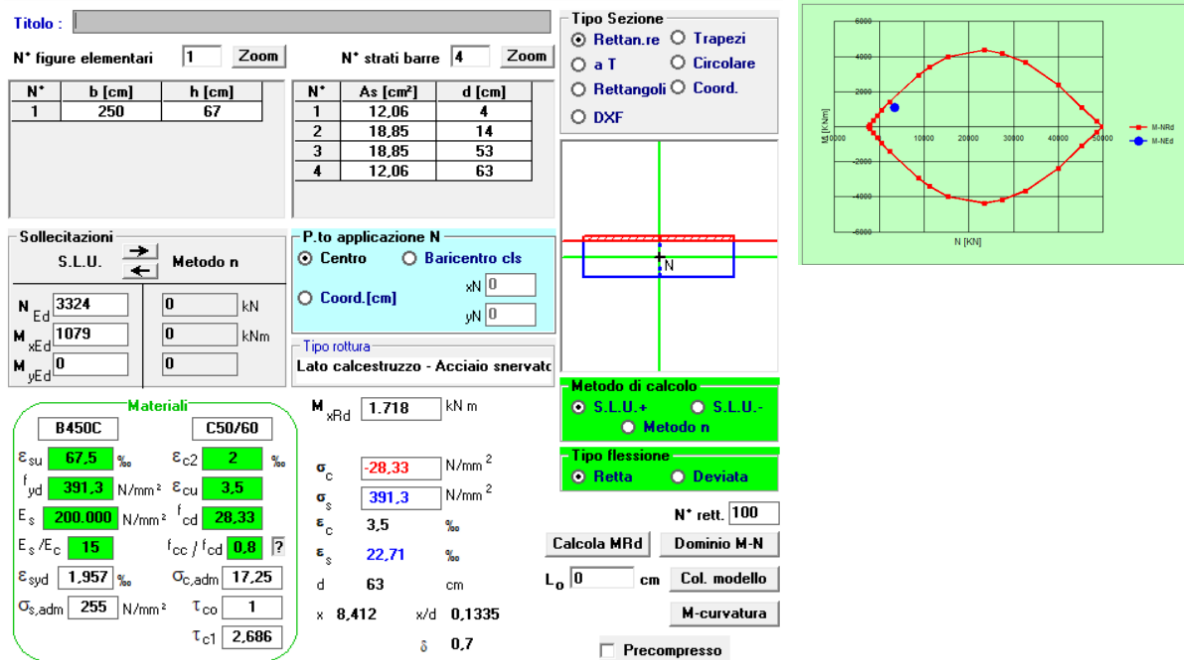 Titolo :
N° figure elementari 1 Zoom
N° strati barre 4 Zoom
N° b [cm] h [cm]
1 250 67
N° As [cm²] d [cm]
1 12,06 4
2 18,85 14
3 18,85 53
4 12,06 63
Tipo Sezione
Rettan.re Trapezi
a T Circolare
Rettangoli Coord.
DXF
Sollecitazioni
S.L.U. Metodo n
N Ed 3324 0 kN
M xEd 1079 0 kNm
M yEd 0 0
P.to applicazione N
Centro Baricentro cls
Coord.[cm] xN 0
yN 0
Tipo rottura
Lato calcestruzzo - Acciaio snervato
N
Materiali
B450C C50/60
εsu 67,5 ‰ εc2 2 ‰
fyd 391,3 N/mm² εcu 3,5
Es 200.000 N/mm² fcd 28,33
Es/Ec 15 fcc / fcd 0,8 ?
εsyd 1,957 ‰ σc,adm 17,25
σs,adm 255 N/mm² τco 1
τc1 2,686
M xRd 1.718 kN m
σc -28,33 N/mm²
σs 391,3 N/mm²
εc 3,5 ‰
εs 22,71 ‰
d 63 cm
x 8,412 x/d 0,1335
δ 0,7
Metodo di calcolo
S.L.U.+ S.L.U.-
Metodo n
Tipo flessione
Retta Deviata
N° rett. 100
Calcola MRd Dominio M-N
Lo 0 cm Col. modello
M-curvatura
Precompresso
6000
4000
2000
0
-2000
-4000
-6000
0 10000 20000 30000 40000 50000
N [KN]
M-NRd
M-NEd